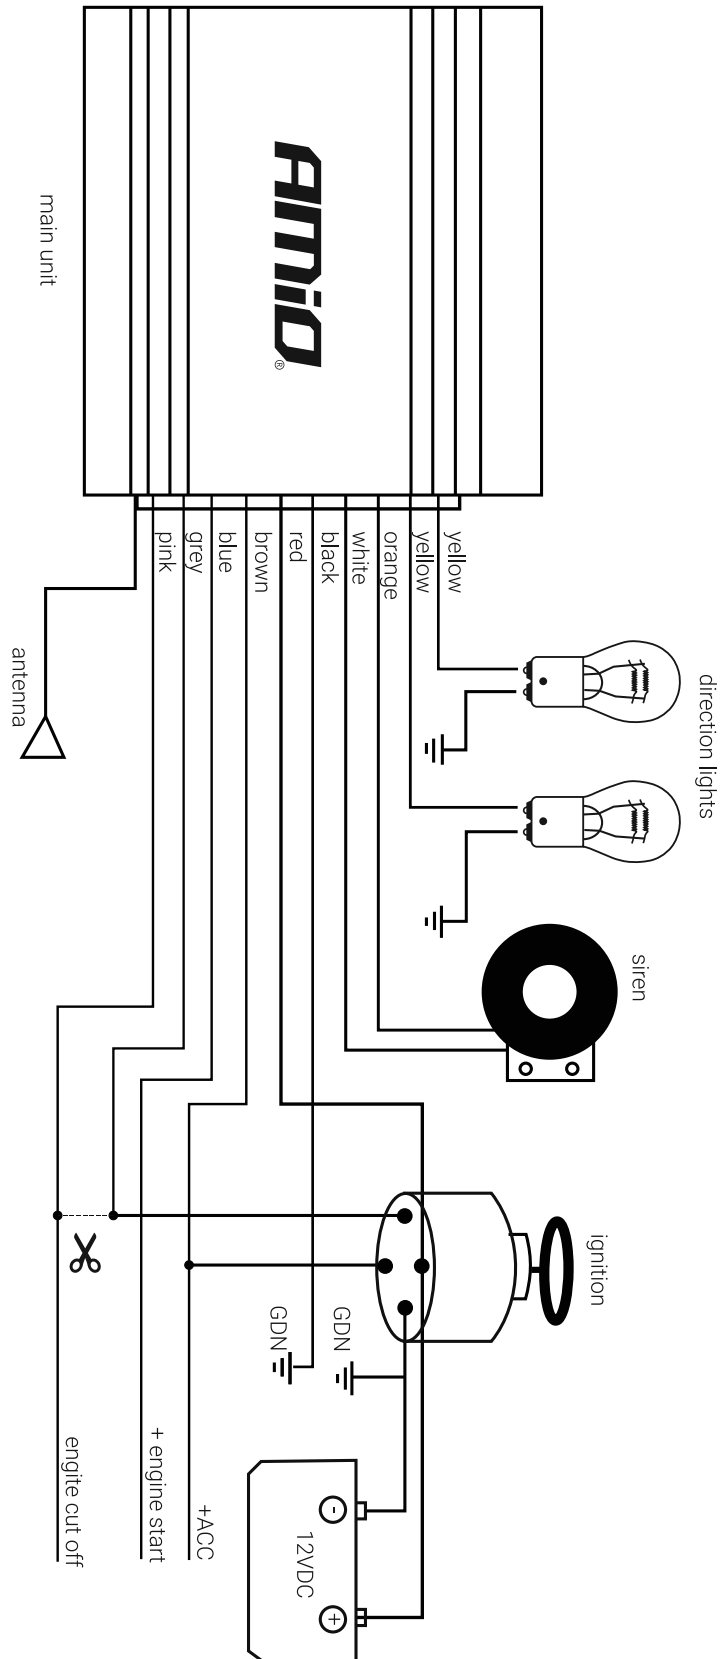 direction lights
siren
ignition
AMiO®
yellow
yellow
orange
white
black
red
brown
blue
grey
pink
main unit
antenna
GDN
GDN
-
12VDC
+
+ACC
+ engine start
engite cut off